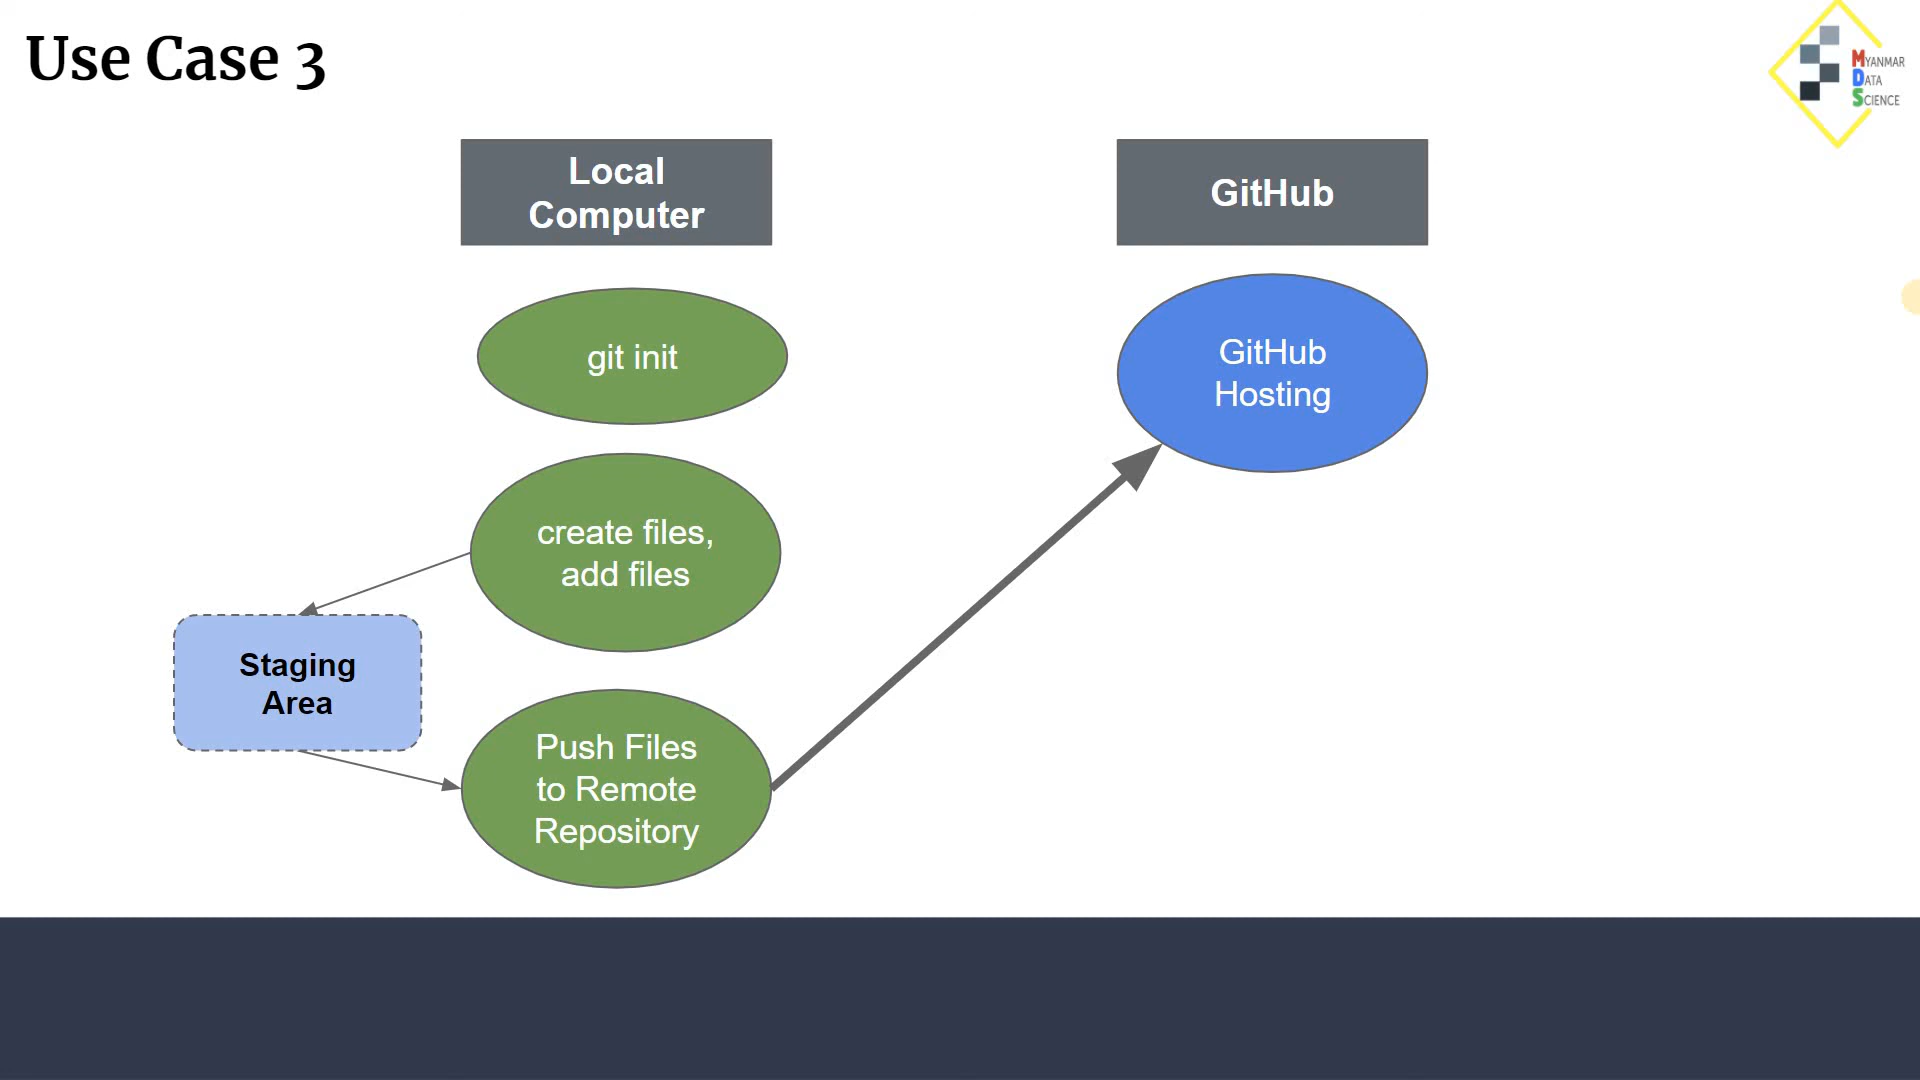 Use Case 3
MYANMAR
DATA
SCIENCE
Local
Computer
GitHub
git init
GitHub
Hosting
create files,
add files
Staging
Area
Push Files
to Remote
Repository